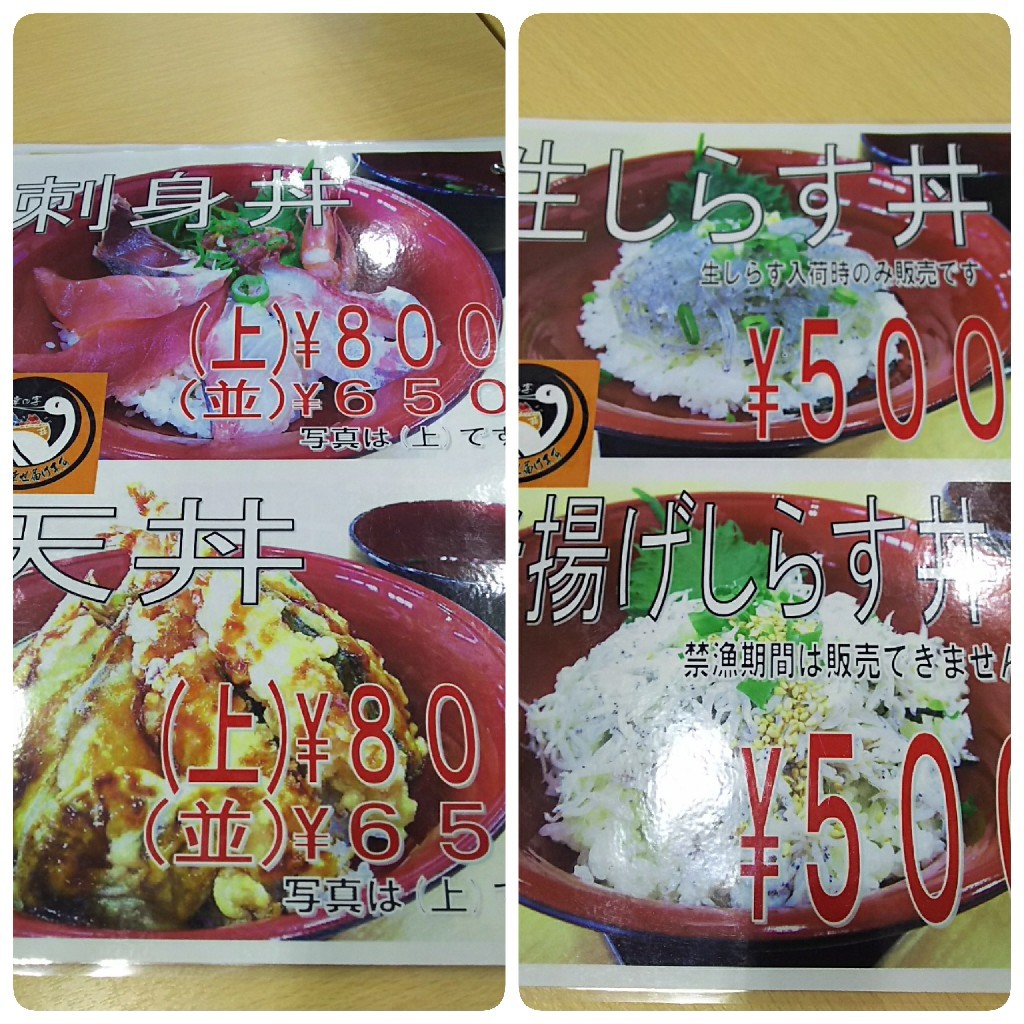 刺身丼
(上)¥800
(並)¥650
写真は(上)です
天丼
(上)¥80
(並)¥65
写真は(上)
生しらす丼
生しらす入荷時のみ販売てす
¥500
揚げしらす丼
禁漁期間は販売てきません
¥500